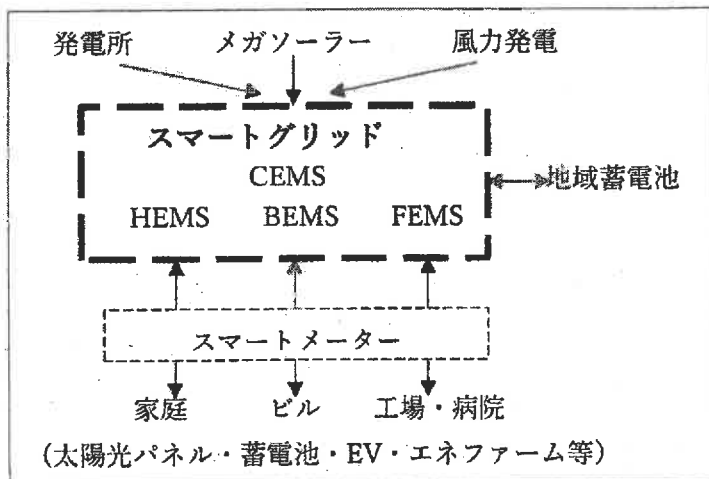 発電所 メガソーラー 風力発電
スマートグリッド
CEMS
地域蓄電池
HEMS BEMS FEMS
スマートメーター
家庭 ビル 工場・病院
(太陽光パネル・蓄電池・EV・エネファーム等)